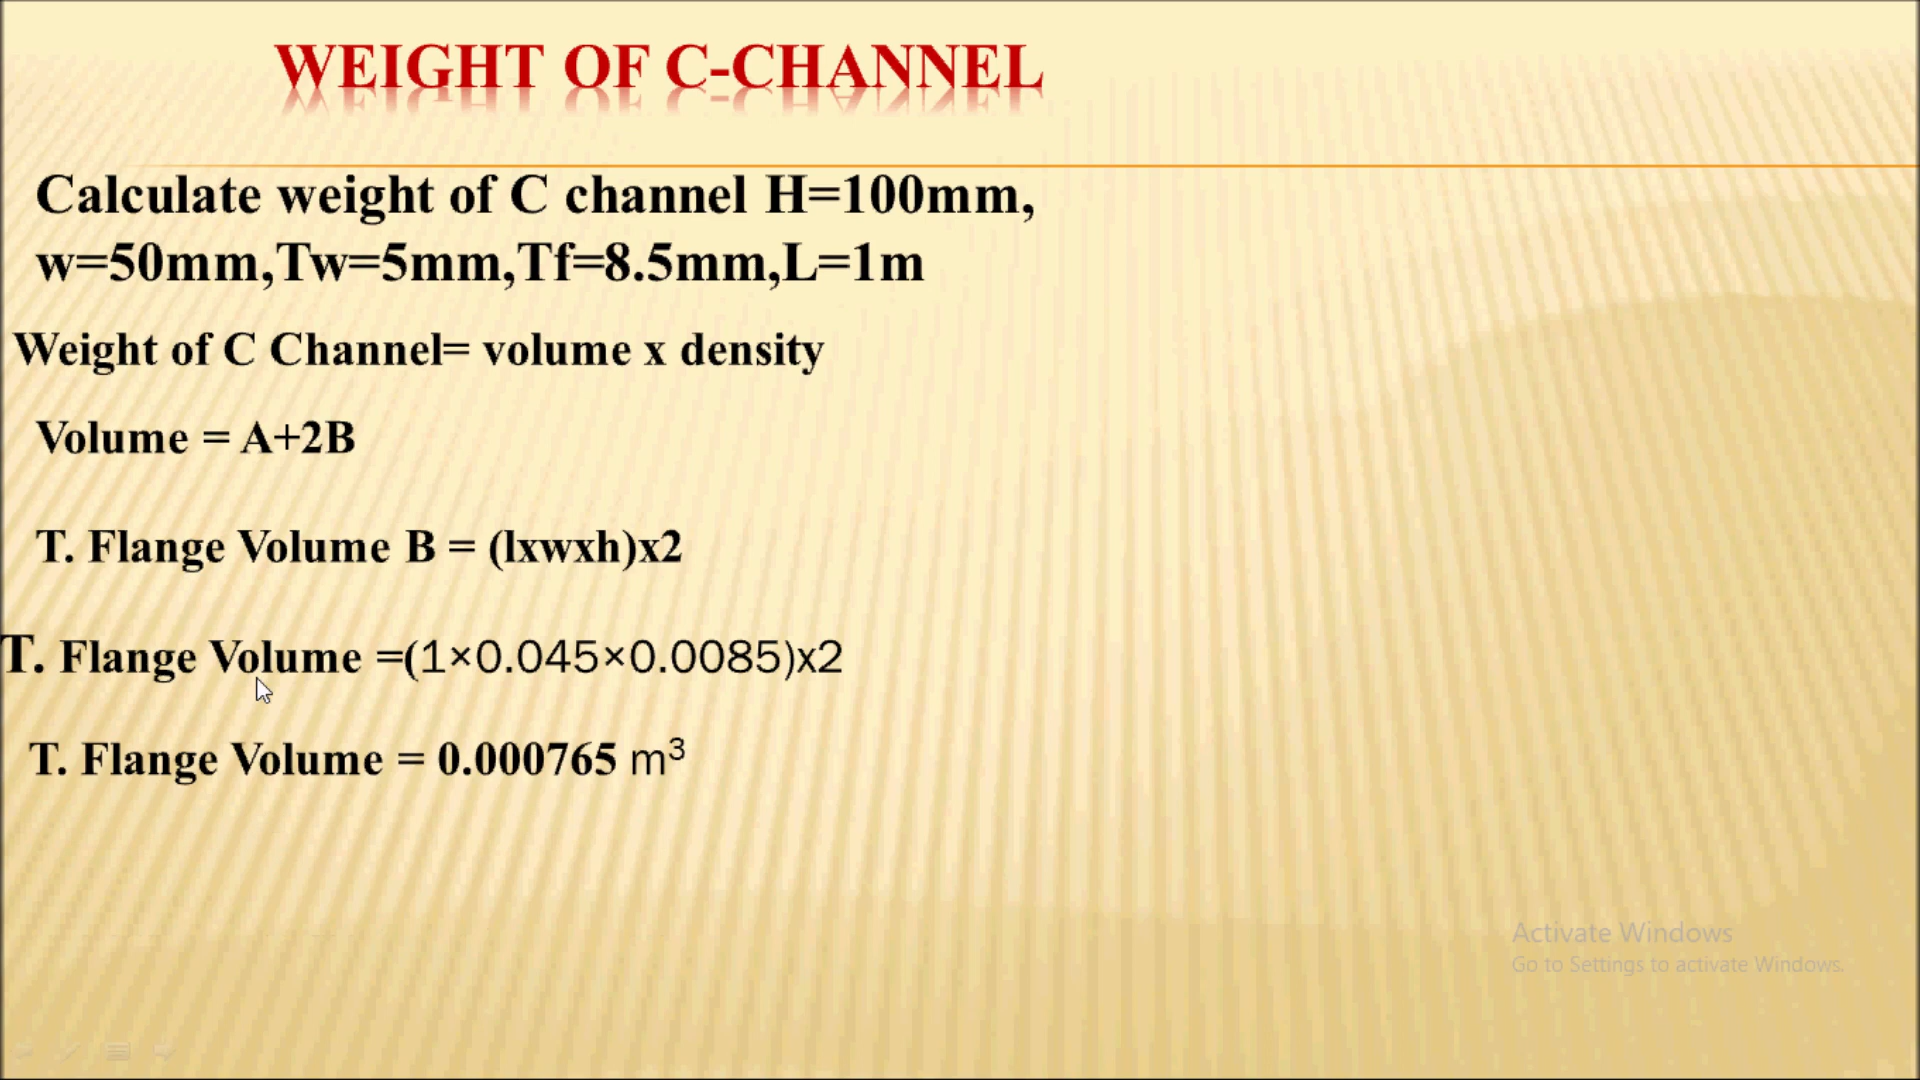 WEIGHT OF C-CHANNEL
Calculate weight of C channel H=100mm,
w=50mm,Tw=5mm,Tf=8.5mm,L=1m
Weight of C Channel= volume x density
Volume = A+2B
T. Flange Volume B = (lxwxh)x2
T. Flange Volume =(1×0.045×0.0085)x2
T. Flange Volume = 0.000765 m³
Activate Windows
Go to Settings to activate Windows.